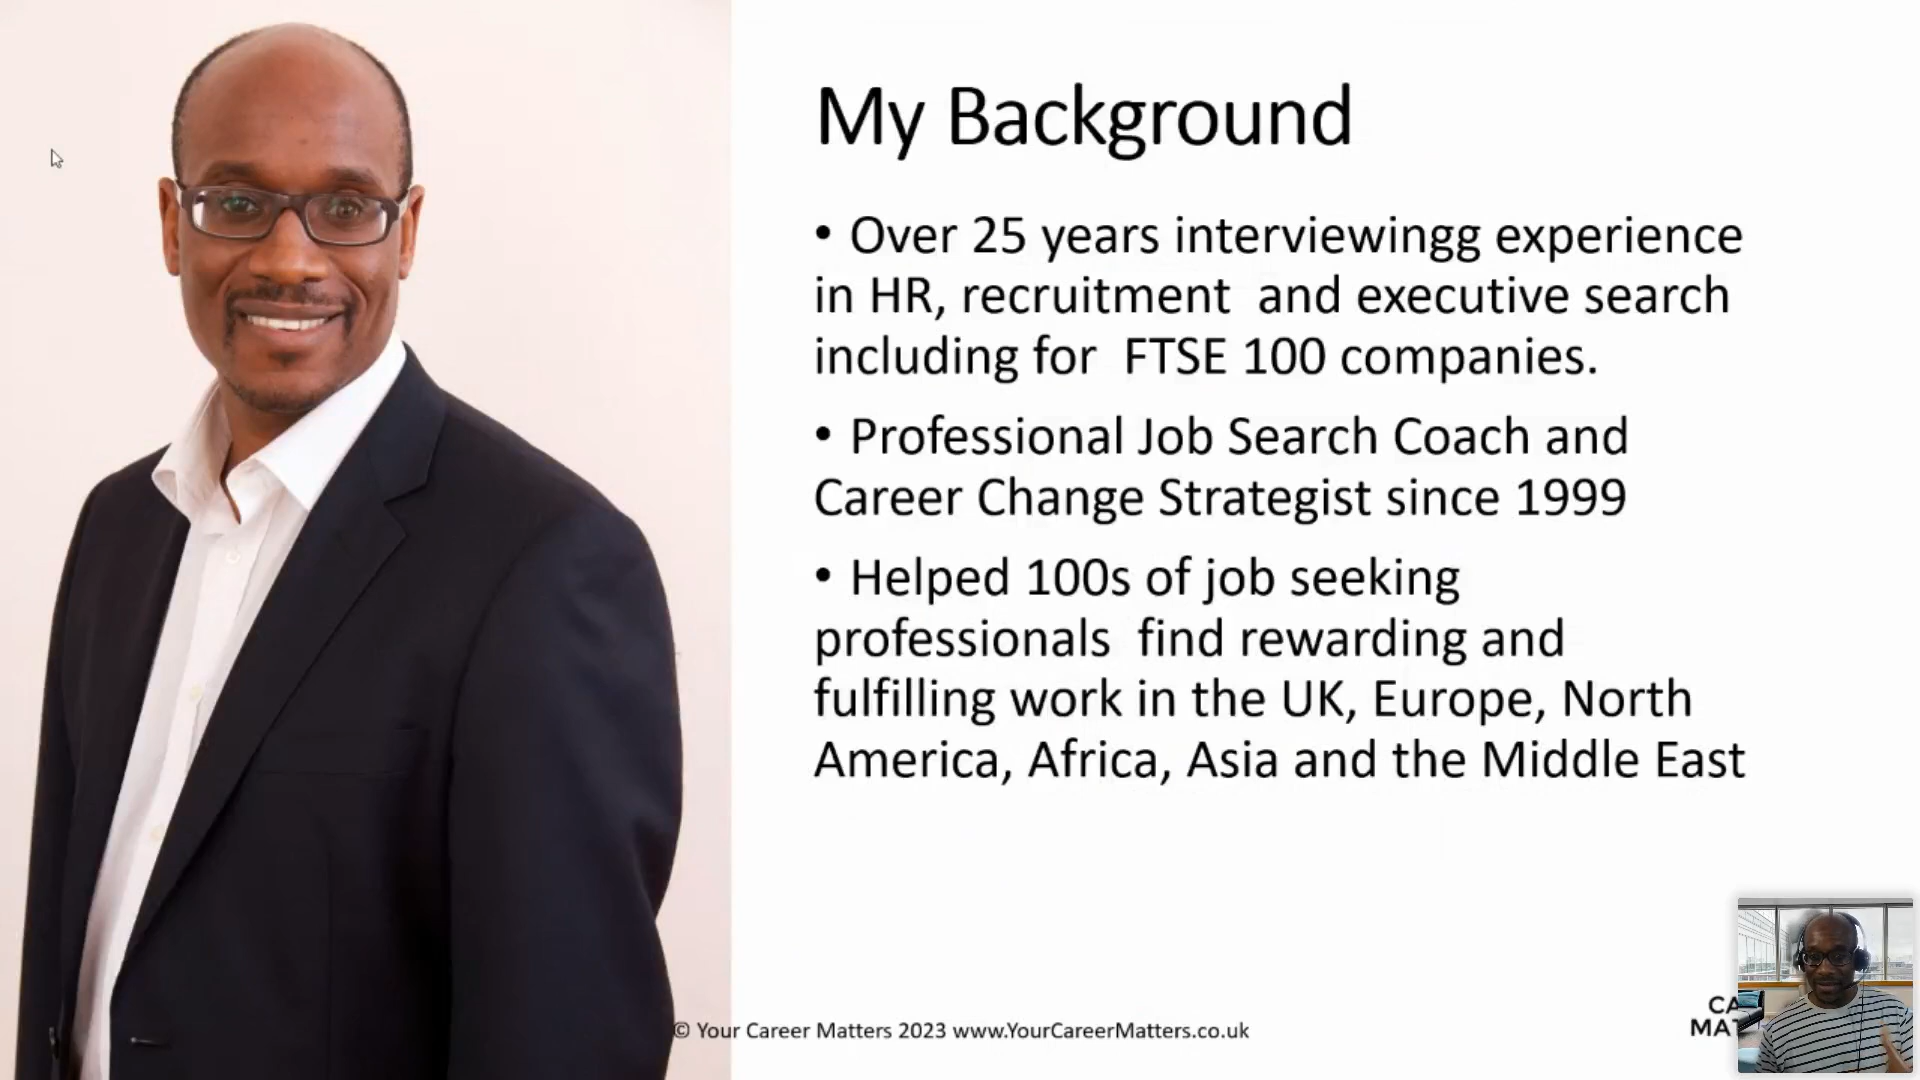 My Background
• Over 25 years interviewingg experience
in HR, recruitment  and executive search
including for  FTSE 100 companies.
• Professional Job Search Coach and
Career Change Strategist since 1999
• Helped 100s of job seeking
professionals  find rewarding and
fulfilling work in the UK, Europe, North
America, Africa, Asia and the Middle East
© Your Career Matters 2023 www.YourCareerMatters.co.uk